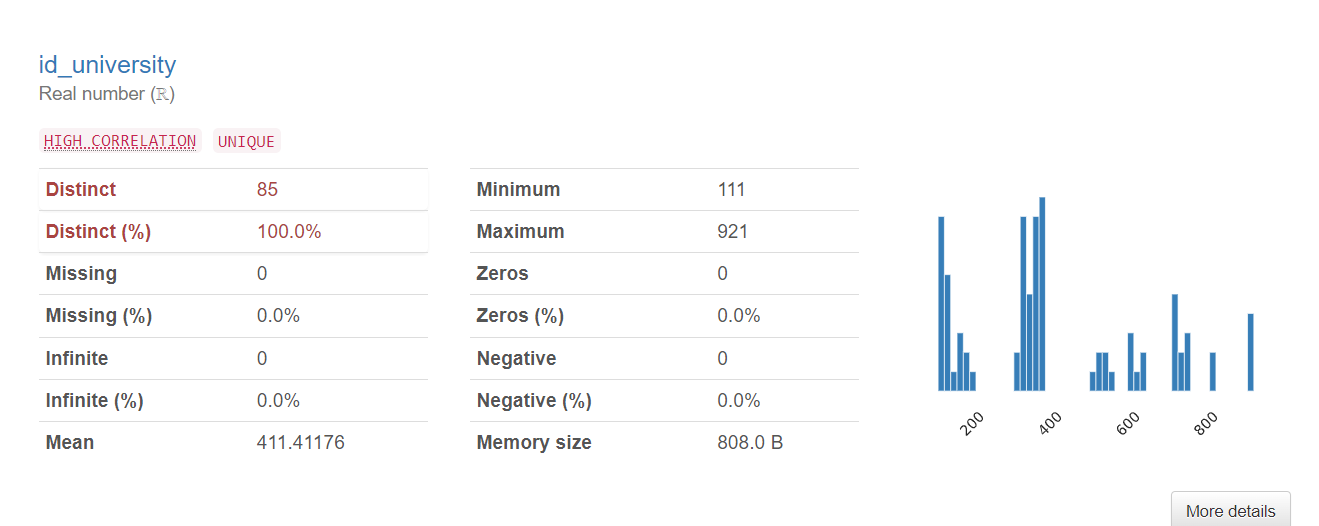 id_university
Real number (ℝ)
HIGH CORRELATION UNIQUE
Distinct 85
Distinct (%) 100.0%
Missing 0
Missing (%) 0.0%
Infinite 0
Infinite (%) 0.0%
Mean 411.41176
Minimum 111
Maximum 921
Zeros 0
Zeros (%) 0.0%
Negative 0
Negative (%) 0.0%
Memory size 808.0 B
200 400 600 800
More details